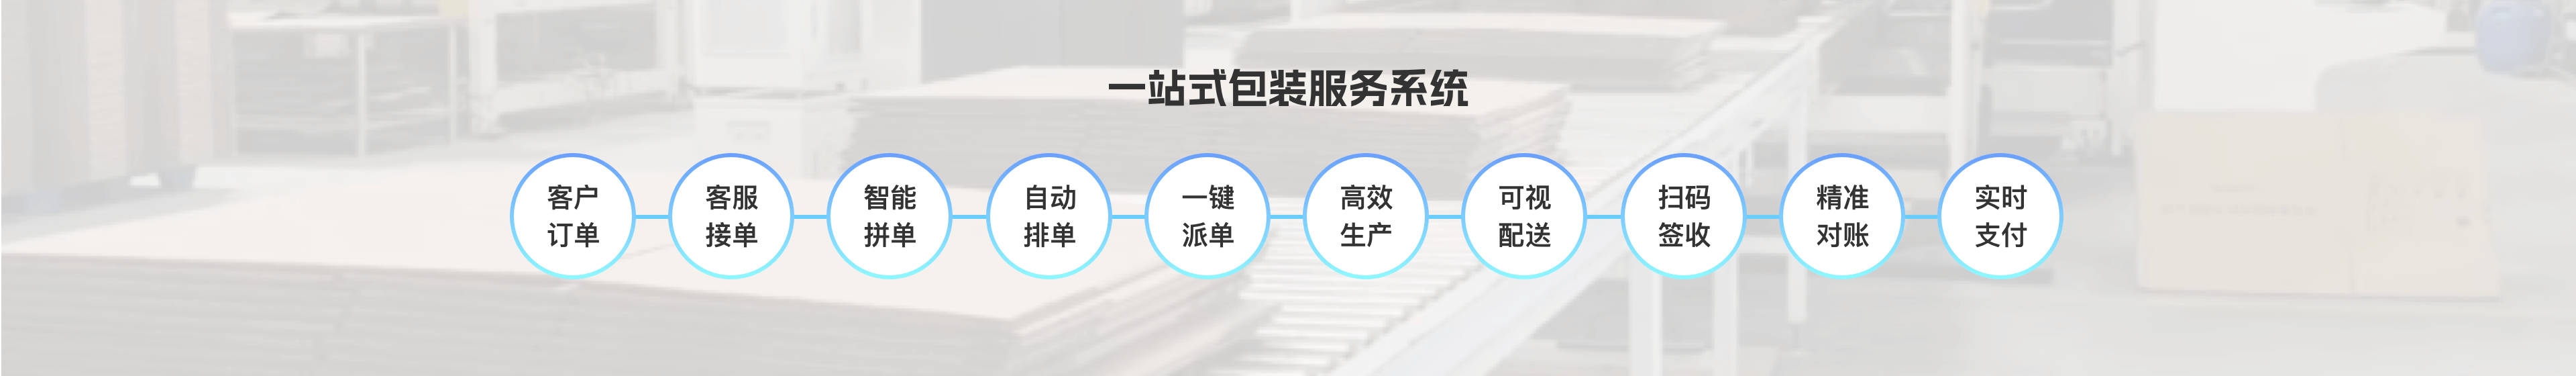 一站式包装服务系统
客户
订单
客服
接单
智能
拼单
自动
排单
一键
派单
高效
生产
可视
配送
扫码
签收
精准
对账
实时
支付